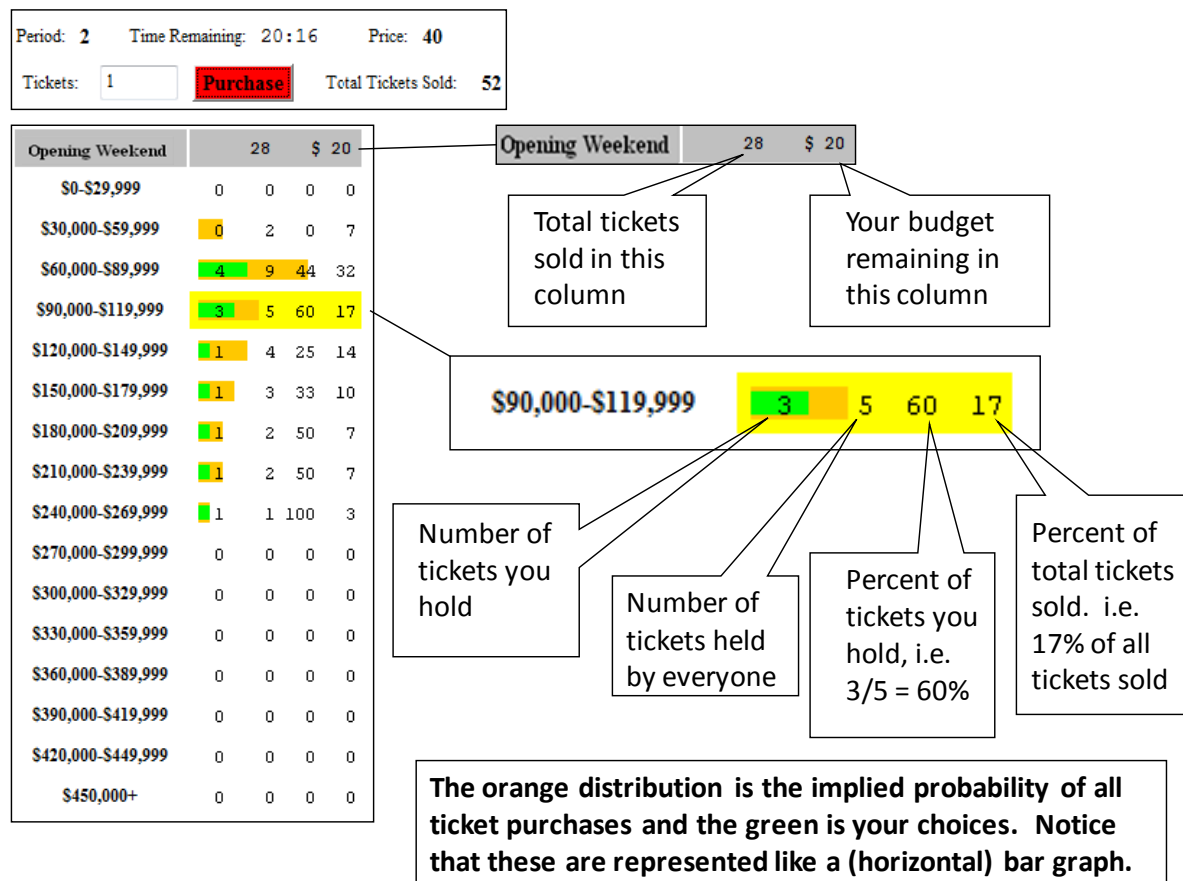 Period: 2 Time Remaining: 20:16 Price: 40
Tickets: 1 Purchase Total Tickets Sold: 52
Opening Weekend 28 $ 20
$0-$29,999 0 0 0 0
$30,000-$59,999 0 2 0 7
$60,000-$89,999 4 9 44 32
$90,000-$119,999 3 5 60 17
$120,000-$149,999 1 4 25 14
$150,000-$179,999 1 3 33 10
$180,000-$209,999 1 2 50 7
$210,000-$239,999 1 2 50 7
$240,000-$269,999 1 1 100 3
$270,000-$299,999 0 0 0 0
$300,000-$329,999 0 0 0 0
$330,000-$359,999 0 0 0 0
$360,000-$389,999 0 0 0 0
$390,000-$419,999 0 0 0 0
$420,000-$449,999 0 0 0 0
$450,000+ 0 0 0 0
Opening Weekend 28 $ 20
Total tickets
sold in this
column
Your budget
remaining in
this column
$90,000-$119,999 3 5 60 17
Number of
tickets you
hold
Number of
tickets held
by everyone
Percent of
tickets you
hold, i.e.
3/5 = 60%
Percent of
total tickets
sold. i.e.
17% of all
tickets sold
The orange distribution is the implied probability of all
ticket purchases and the green is your choices. Notice
that these are represented like a (horizontal) bar graph.